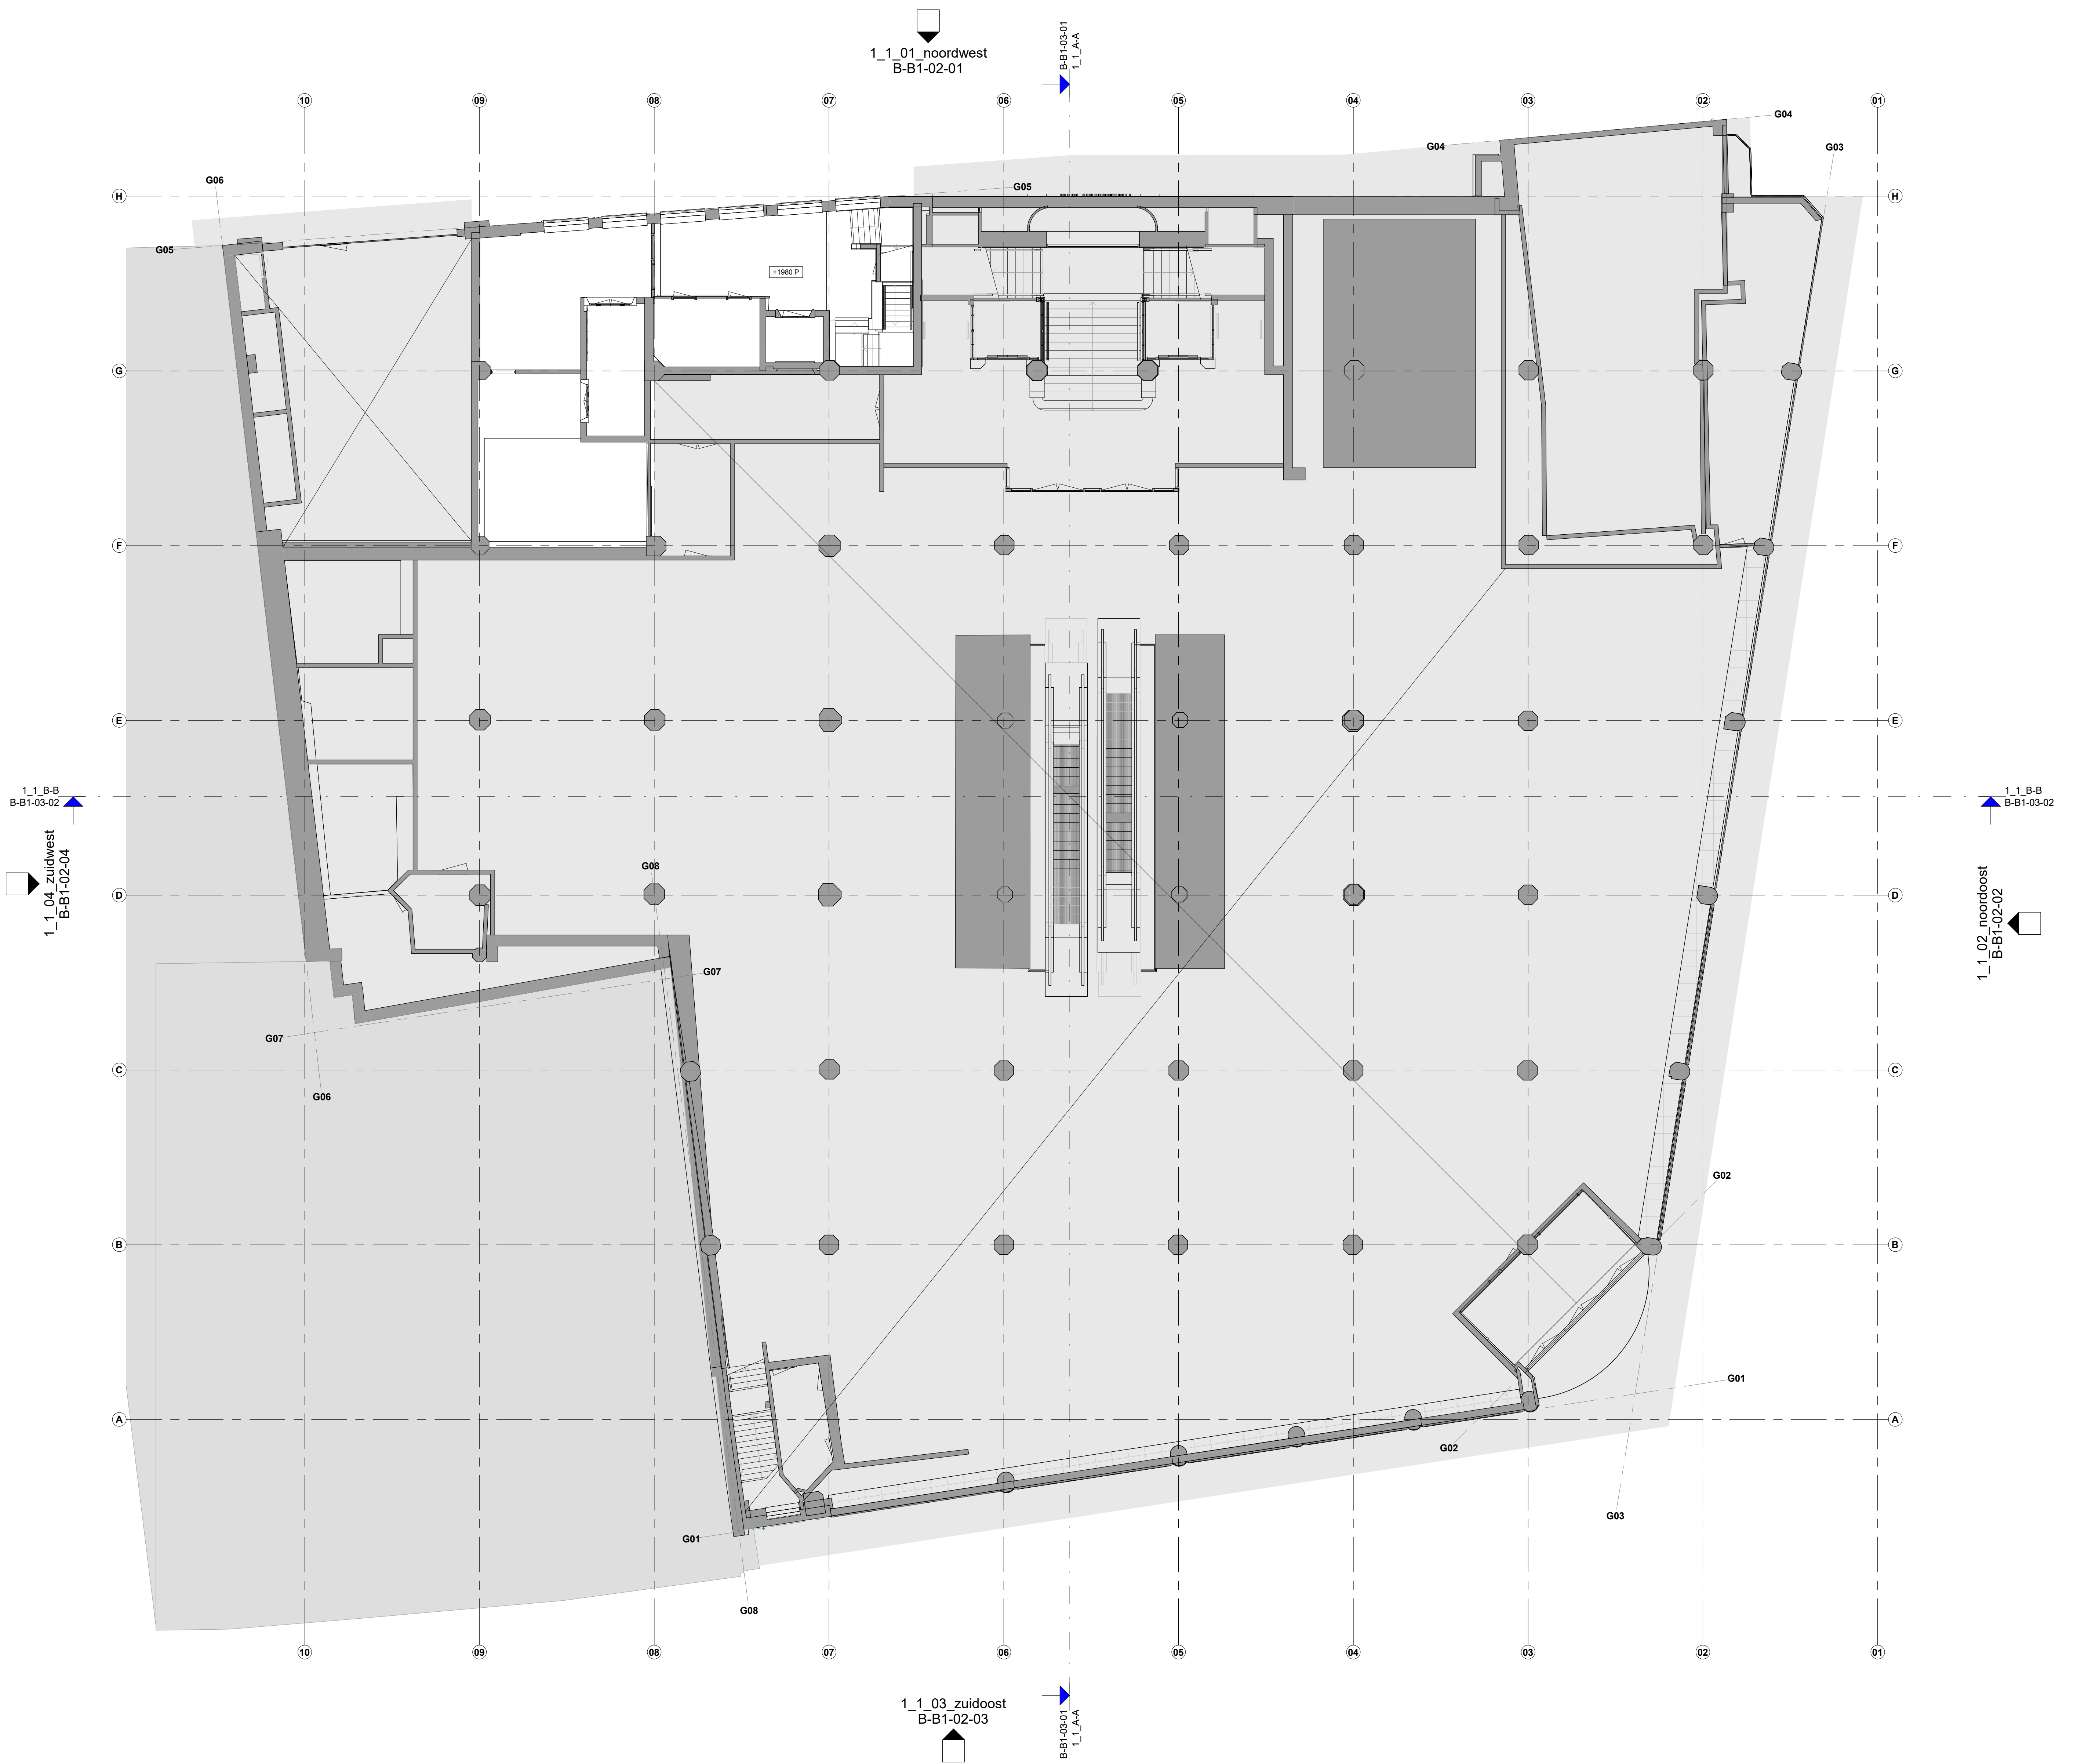 1_1_01_noordwest
B-B1-02-01
B-B1-03-01
1_1_A-A
10 09 08 07 06 05 04 03 02 01
G04
G04
G03
G06
G05
H H
G05
+1980 P
G G
F F
E E
1_1_B-B
B-B1-03-02
1_1_B-B
B-B1-03-02
1_1_04_zuidwest
B-B1-02-04
G08
1_1_02_noordoost
B-B1-02-02
D D
G07
G07
C C
G06
G02
B B
G01
A A
G02
G03
G01
G08
10 09 08 07 06 05 04 03 02 01
1_1_03_zuidoost
B-B1-02-03
B-B1-03-01
1_1_A-A